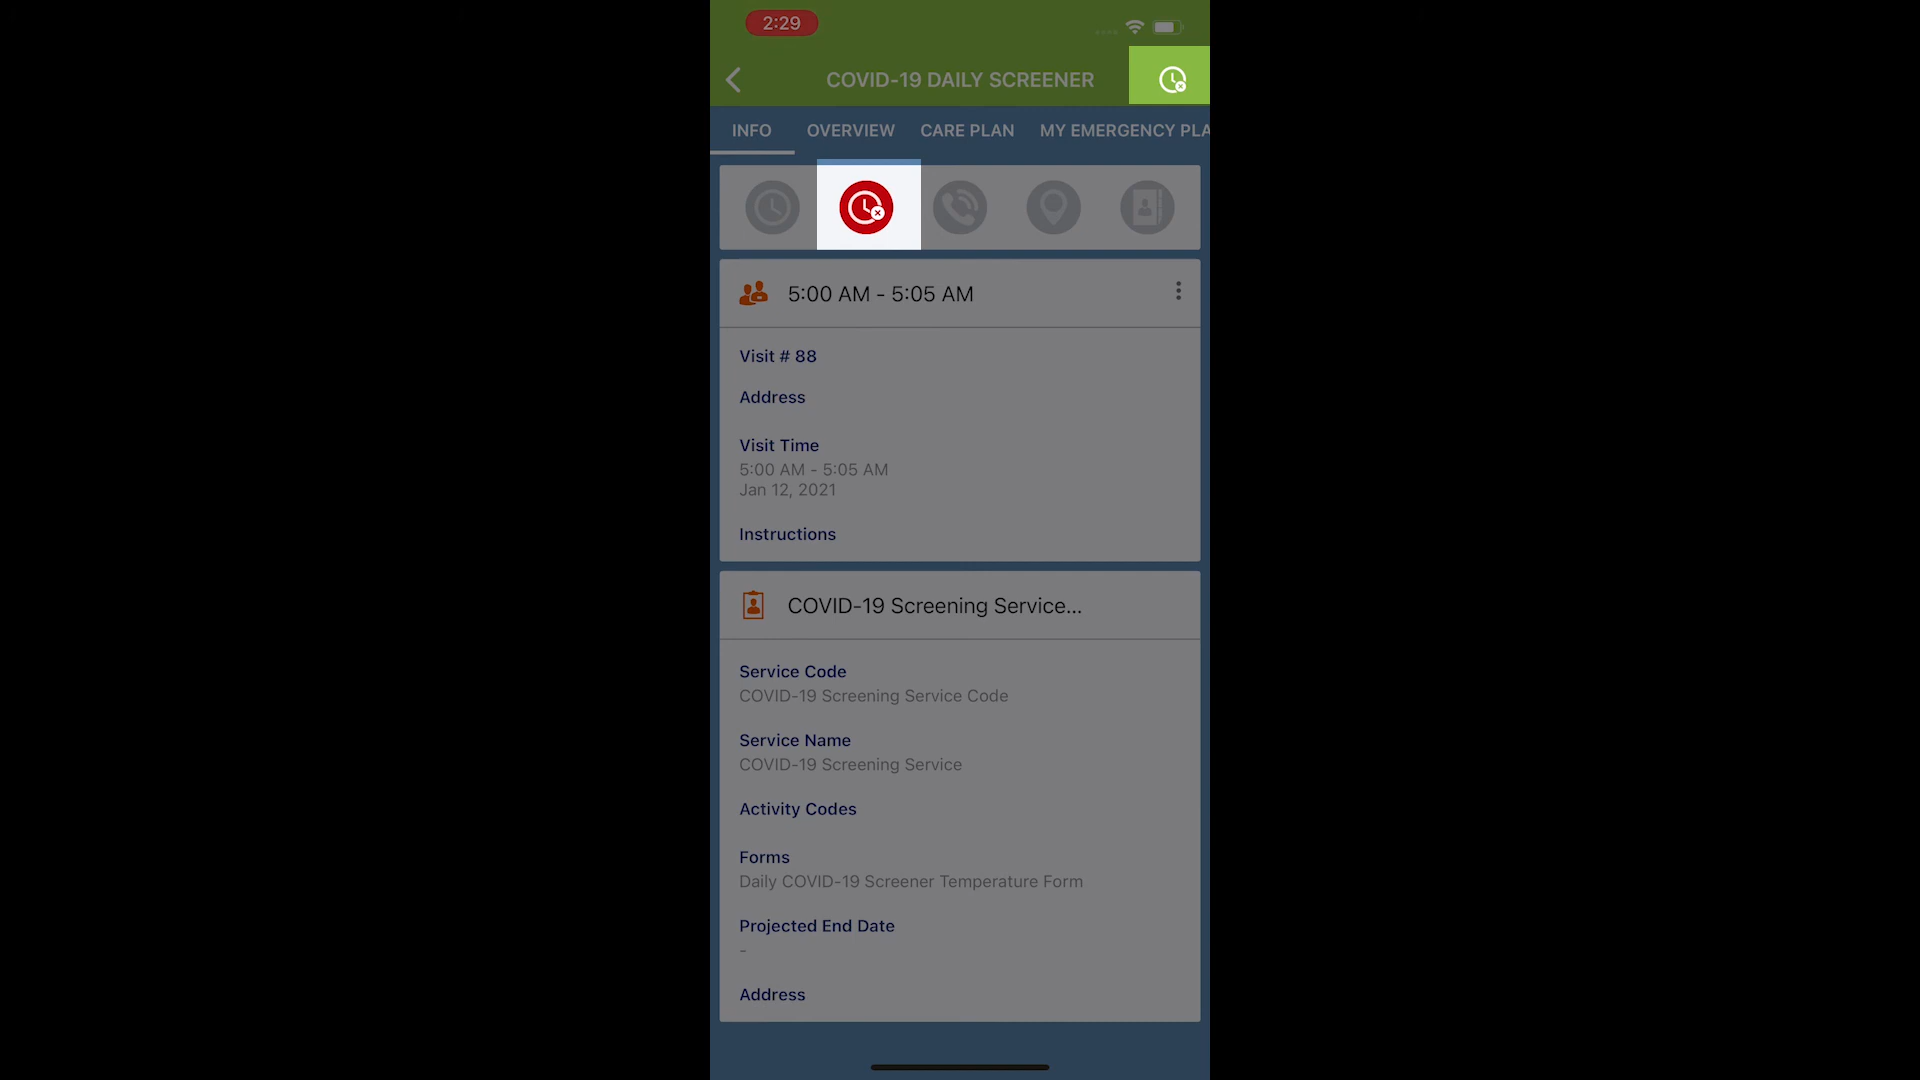 2:29
COVID-19 DAILY SCREENER
INFO OVERVIEW CARE PLAN MY EMERGENCY PLA
5:00 AM - 5:05 AM
Visit # 88
Address
Visit Time
5:00 AM - 5:05 AM
Jan 12, 2021
Instructions
COVID-19 Screening Service...
Service Code
COVID-19 Screening Service Code
Service Name
COVID-19 Screening Service
Activity Codes
Forms
Daily COVID-19 Screener Temperature Form
Projected End Date
-
Address